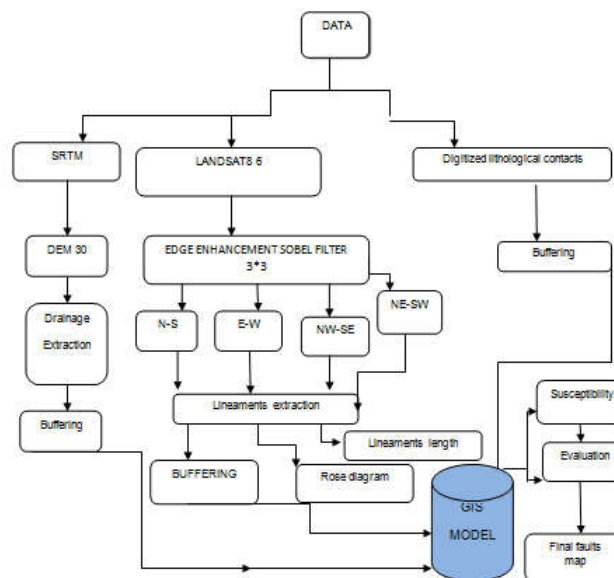 DATA
SRTM
LANDSAT8 6
Digitized lithological contacts
DEM 30
EDGE ENHANCEMENT SOBEL FILTER
3*3
Buffering
Drainage
Extraction
N-S
E-W
NW-SE
NE-SW
Buffering
Lineaments extraction
Susceptibility
Lineaments length
Evaluation
BUFFERING
Rose diagram
GIS
MODEL
Final faults
map